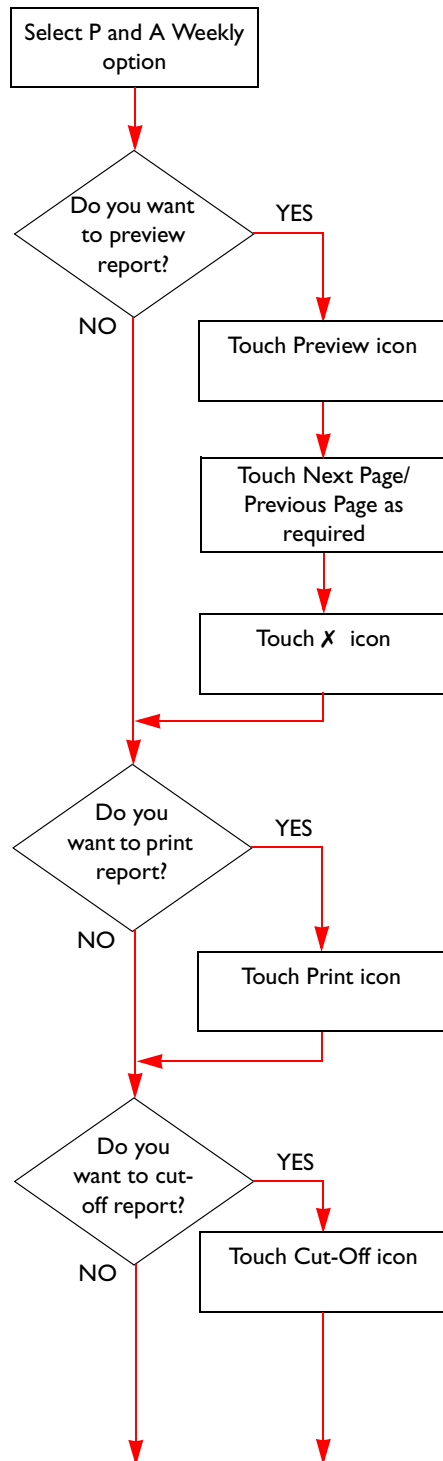 Select P and A Weekly
option
Do you want
to preview
report?
YES
NO
Touch Preview icon
Touch Next Page/
Previous Page as
required
Touch ✗ icon
Do you
want to print
report?
YES
NO
Touch Print icon
Do you
want to cut-
off report?
YES
NO
Touch Cut-Off icon